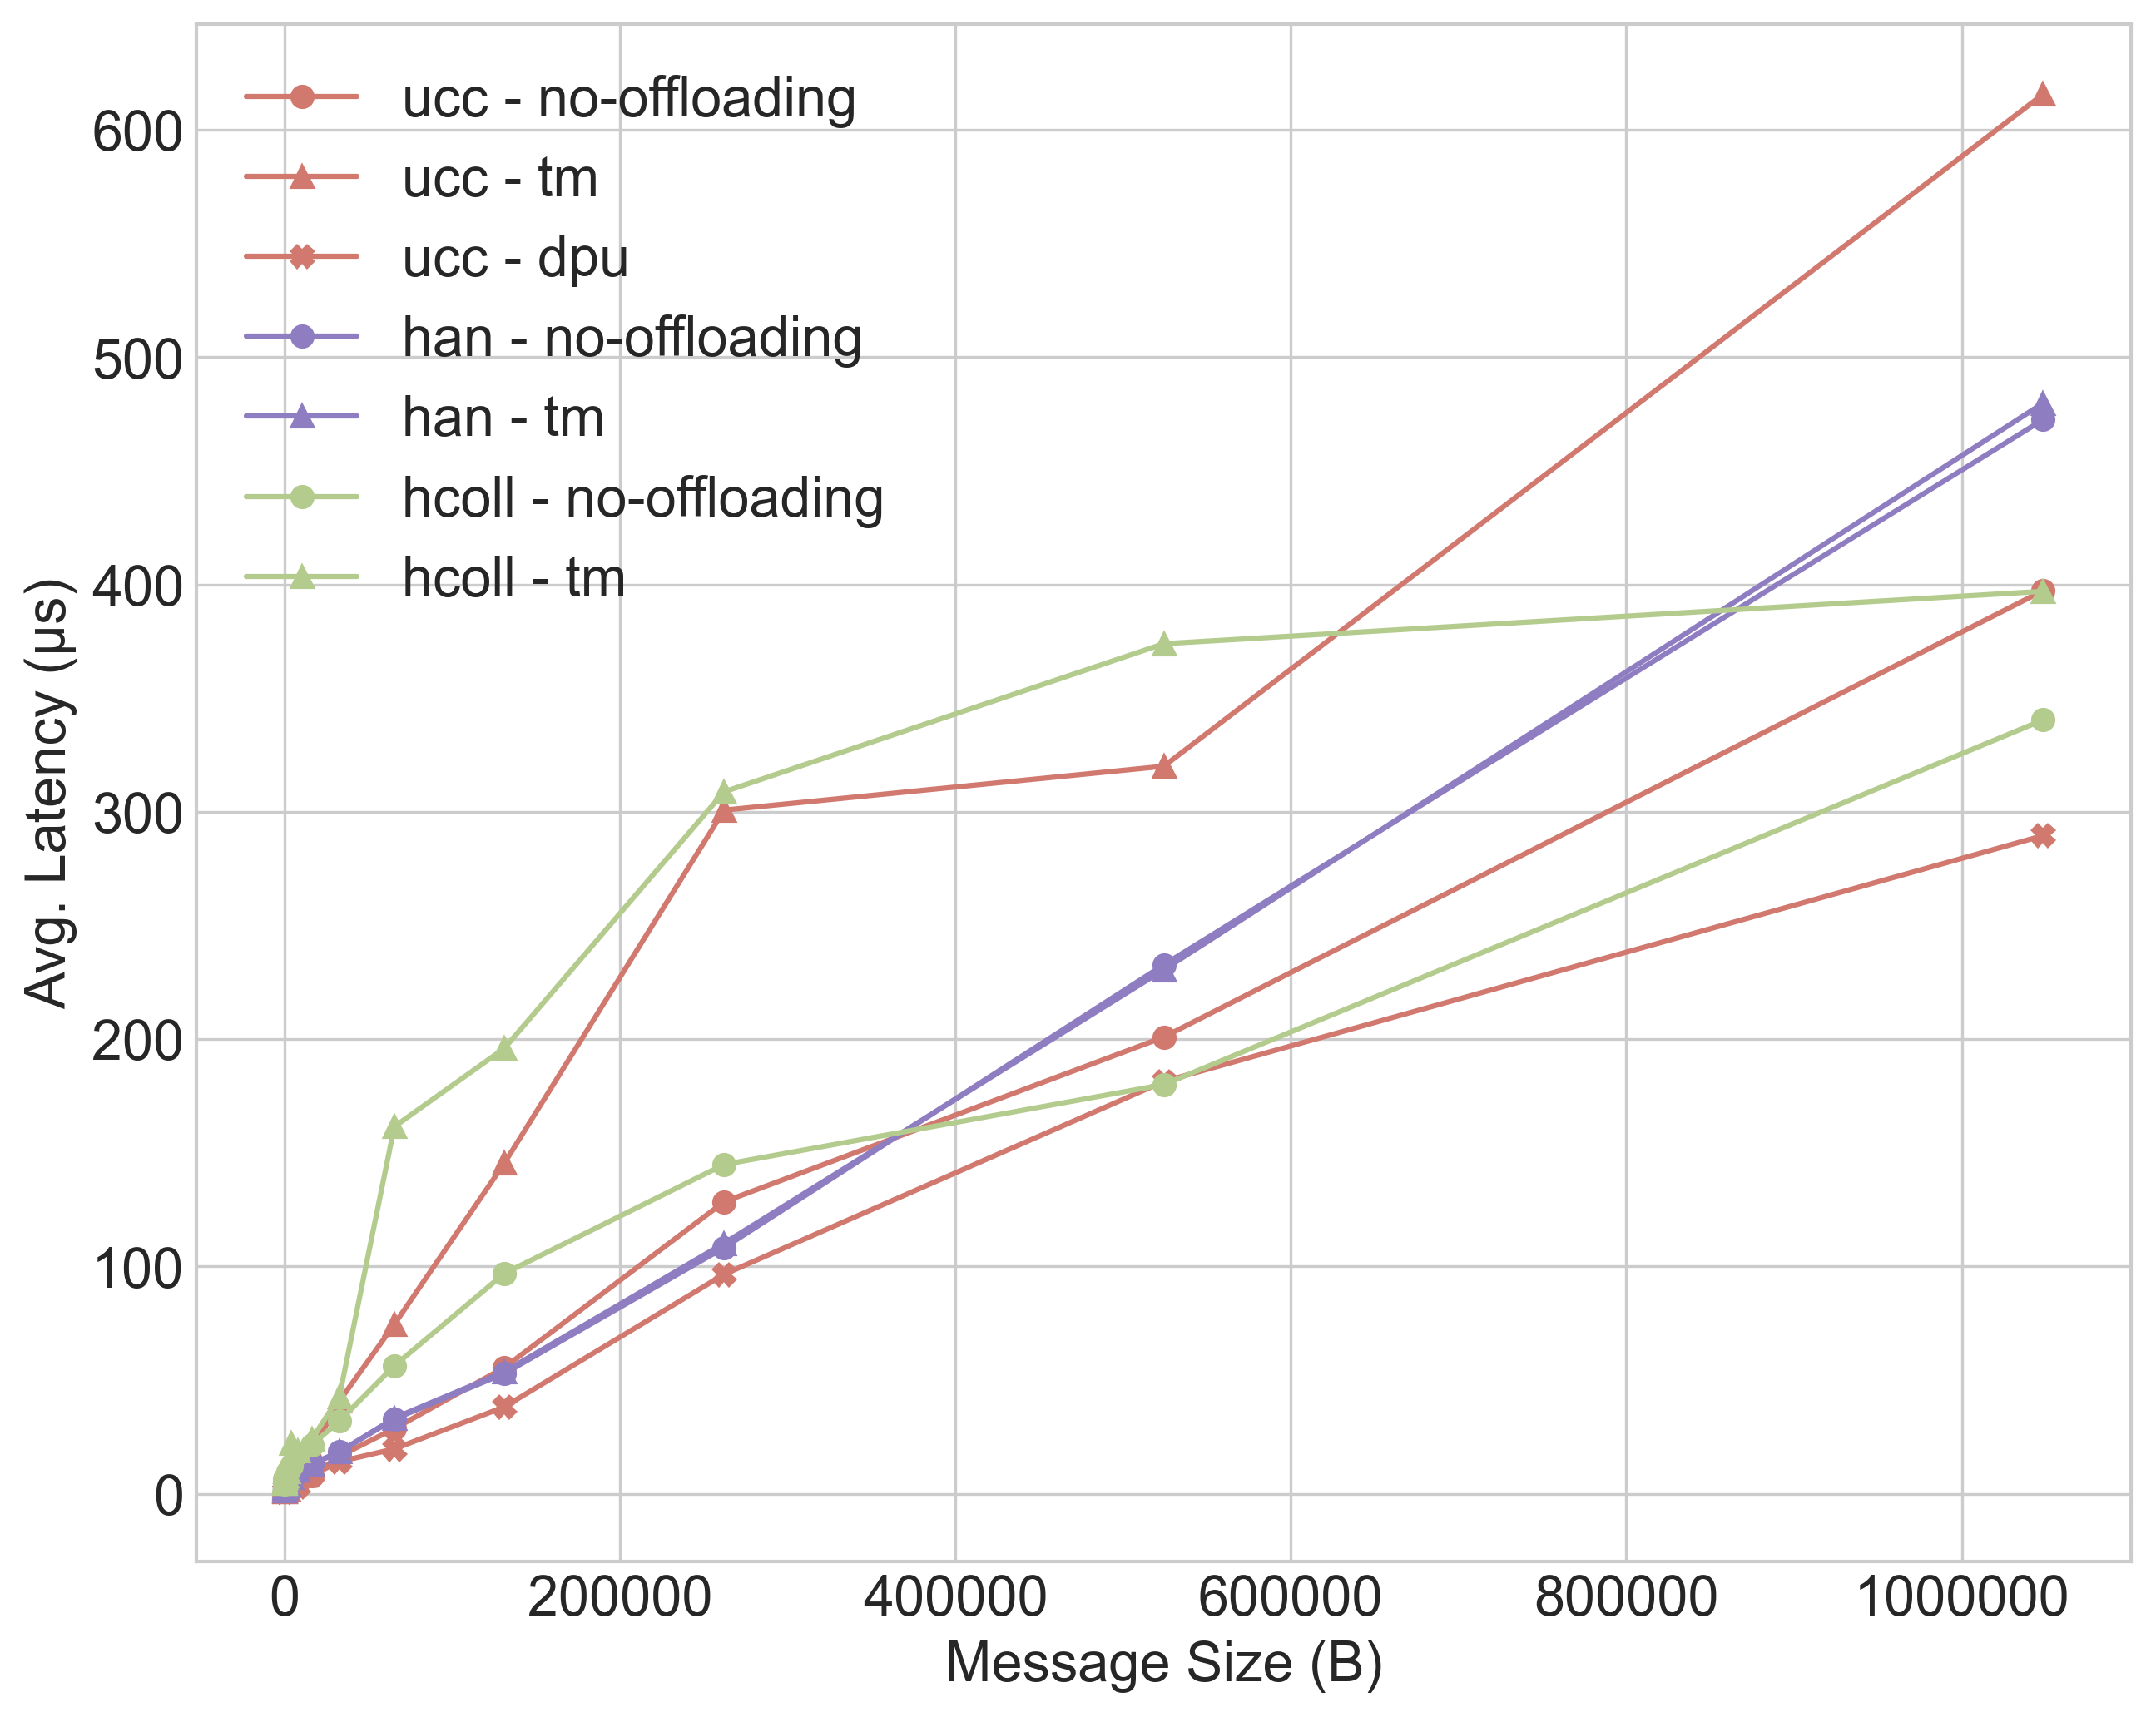 ucc - no-offloading
ucc - tm
ucc - dpu
han - no-offloading
han - tm
hcoll - no-offloading
hcoll - tm
Avg. Latency (μs)
600
500
400
300
200
100
0
0 200000 400000 600000 800000 1000000
Message Size (B)